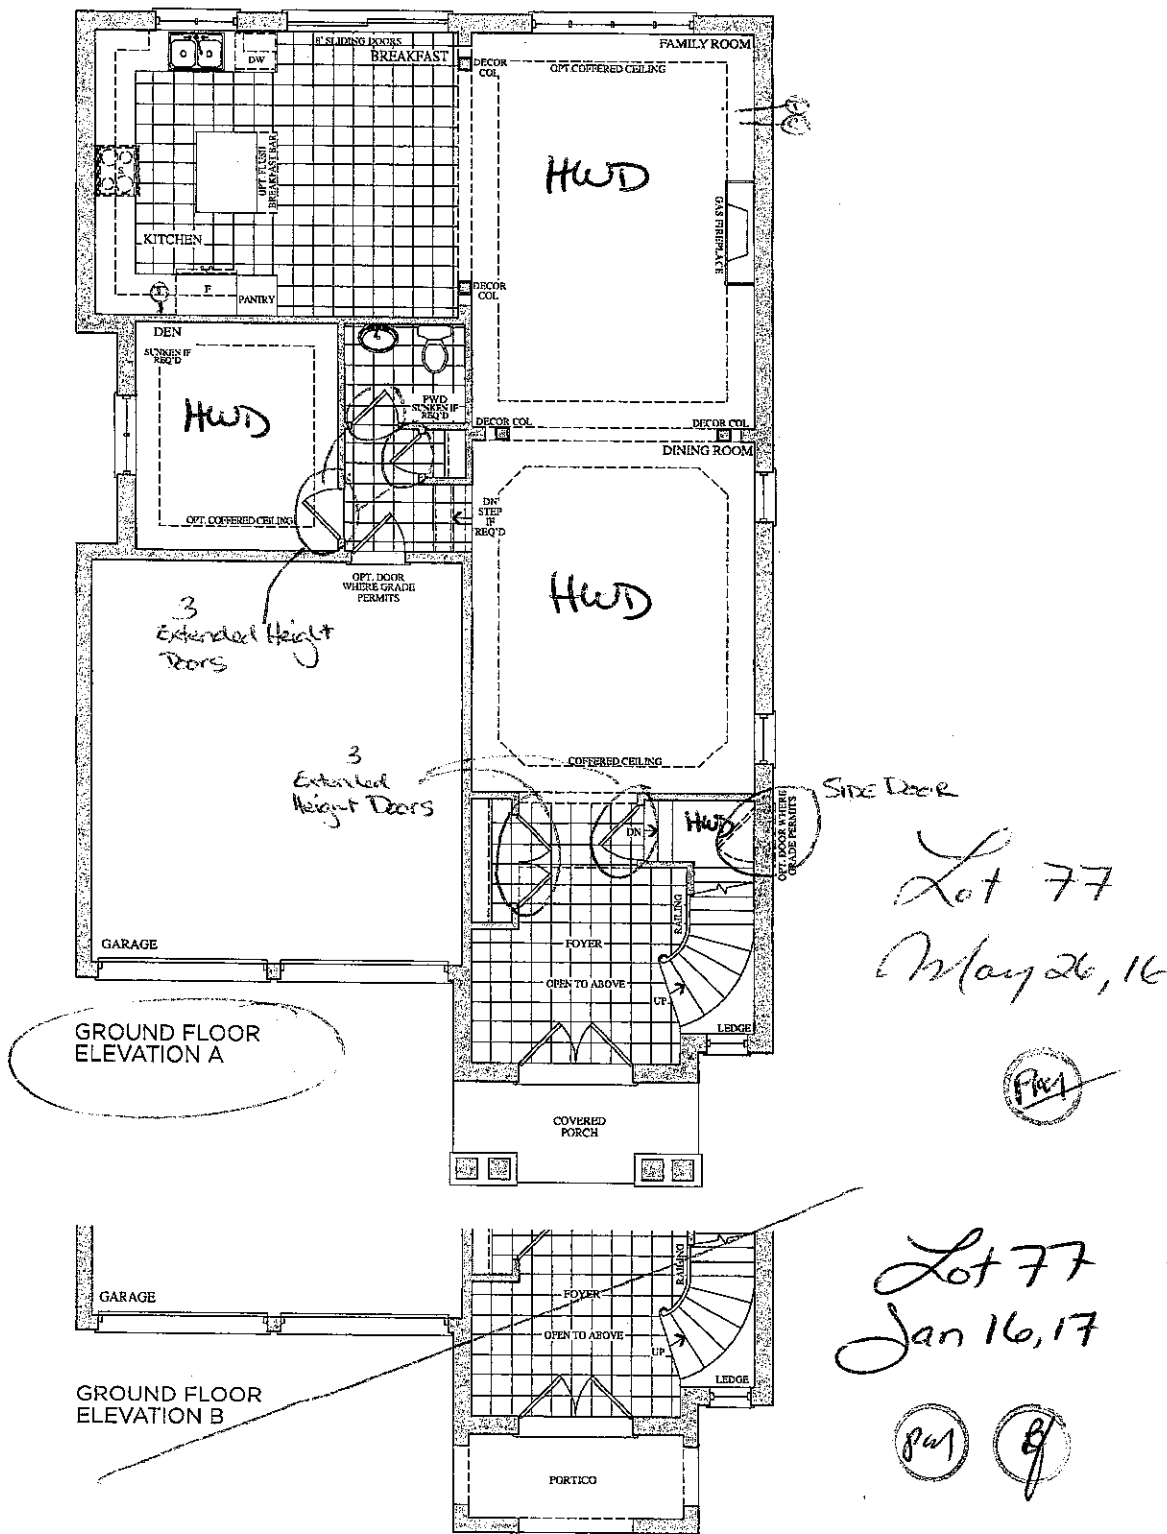 8' SLIDING DOORS
BREAKFAST
DW
DECOR
COL
FAMILY ROOM
OPT COFFERED CEILING
HWD
OPT. FLUSH
BREAKFAST BAR
GAS FIREPLACE
KITCHEN
F
PANTRY
DECOR
COL
DEN
SUNKEN IF
REQ'D
HWD
OPT. COFFERED CEILING
PWD
SUNKEN IF
REQ'D
DECOR COL
DECOR COL
DINING ROOM
DN
STEP
IF
REQ'D
OPT. DOOR
WHERE GRADE
PERMITS
HWD
3
Extended Height
Doors
3
Extended
Height Doors
COFFERED CEILING
SIDE DOOR
DN
HWD
OPT. DOOR WHERE
GRADE PERMITS
Lot 77
May 26, 16
GARAGE
RAILING
FOYER
OPEN TO ABOVE
UP
LEDGE
GROUND FLOOR
ELEVATION A
COVERED
PORCH
GARAGE
RAILING
FOYER
OPEN TO ABOVE
UP
LEDGE
Lot 77
Jan 16, 17
GROUND FLOOR
ELEVATION B
PORTICO